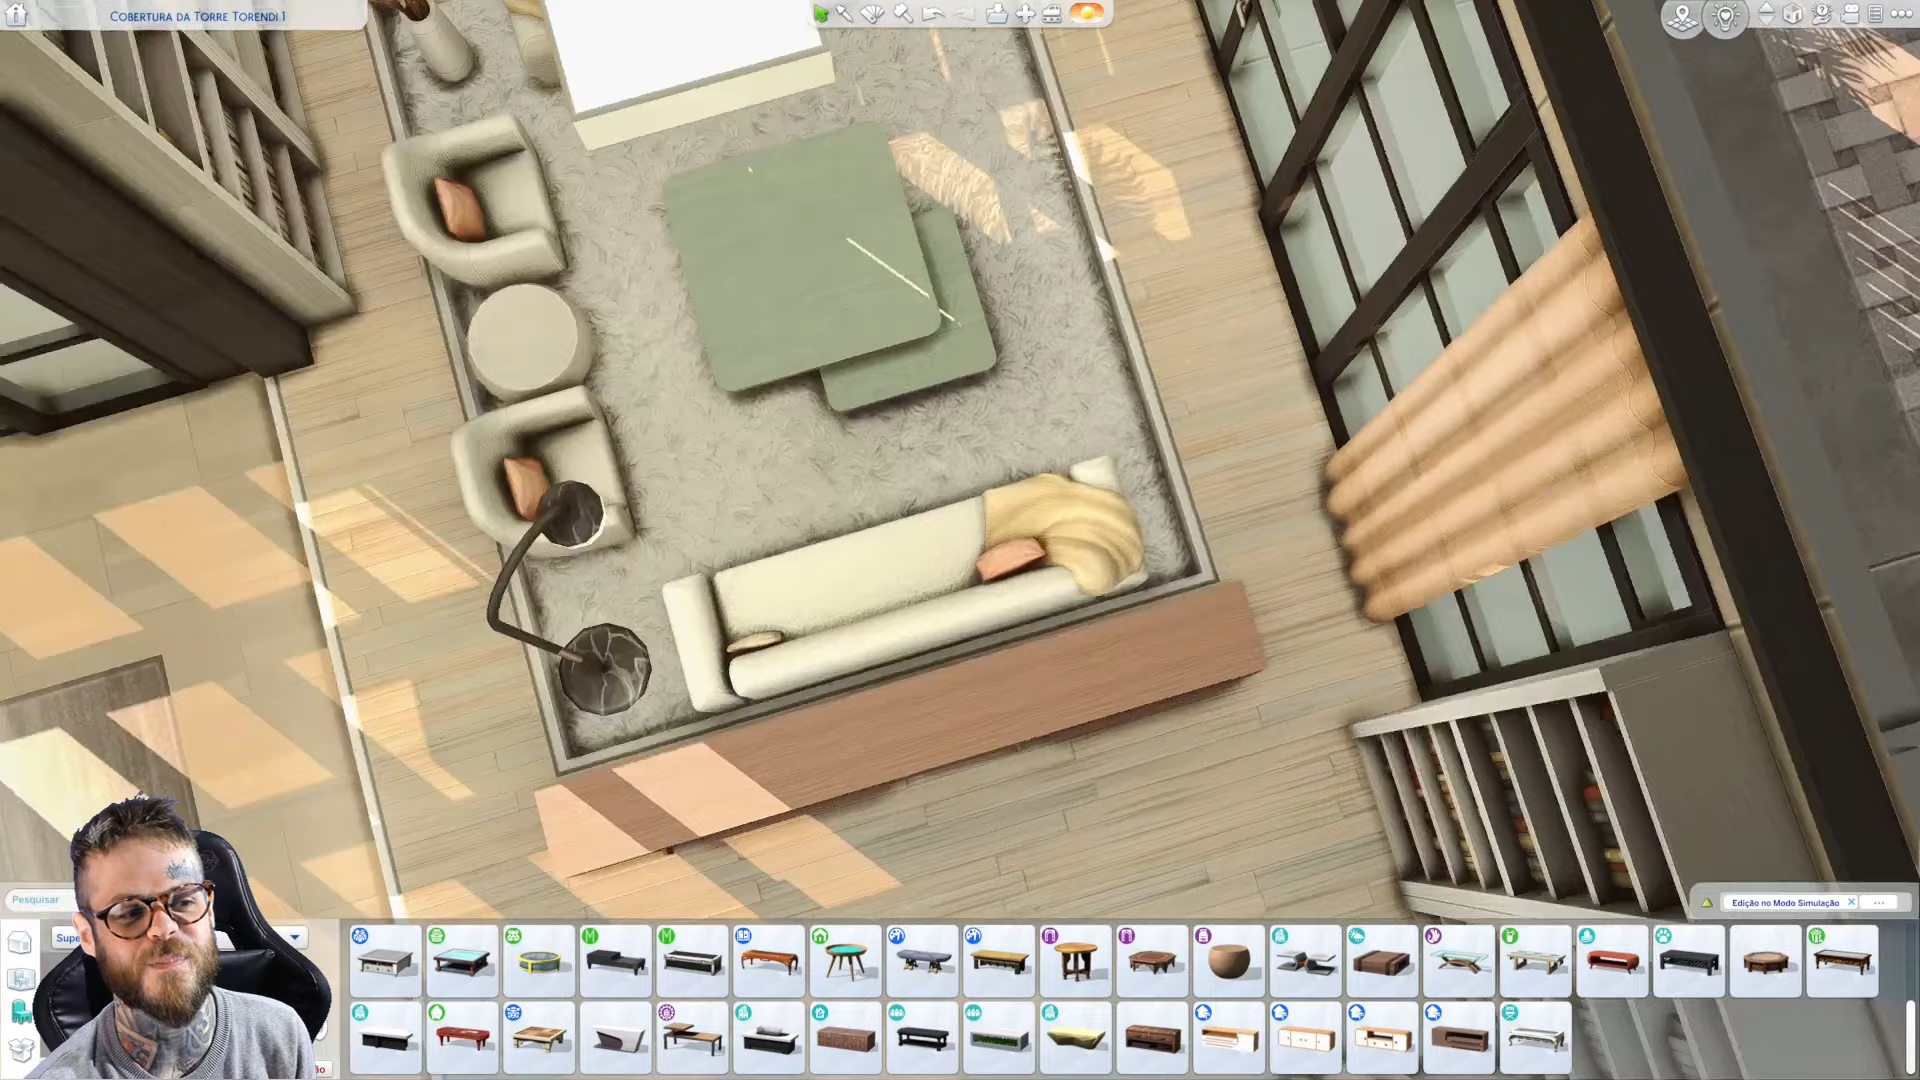 COBERTURA DA TORRE TORENDI 1
Pesquisar
Edição no Modo Simulação
Supe